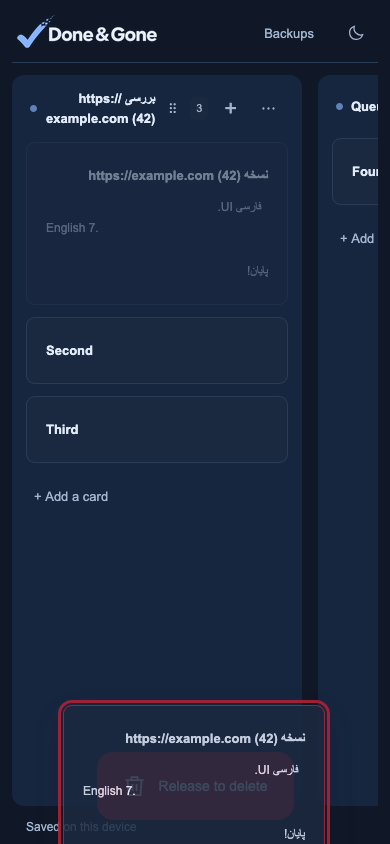 Done & Gone
Backups
بررسی https://
example.com (42)
3
Queu
نسخه https://example.com (42)
فارسی UI.
English 7.
پایان!
Four
+ Add
Second
Third
+ Add a card
نسخه https://example.com (42)
فارسی UI.
English 7.
Release to delete
پایان!
Saved on this device